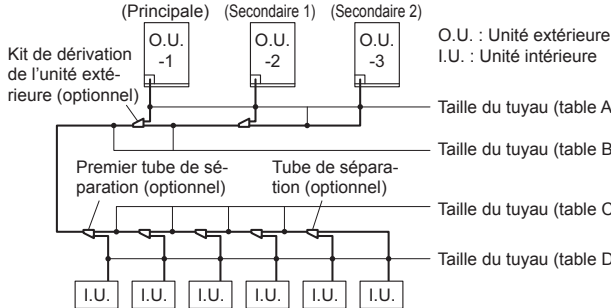 (Principale) (Secondaire 1) (Secondaire 2)
O.U. -1
O.U. -2
O.U. -3
O.U. : Unité extérieure
I.U. : Unité intérieure
Kit de dérivation
de l'unité exté-
rieure (optionnel)
Taille du tuyau (table A
Taille du tuyau (table B
Premier tube de sé-
paration (optionnel)
Tube de sépara-
tion (optionnel)
Taille du tuyau (table C
Taille du tuyau (table D
I.U. I.U. I.U. I.U. I.U. I.U.